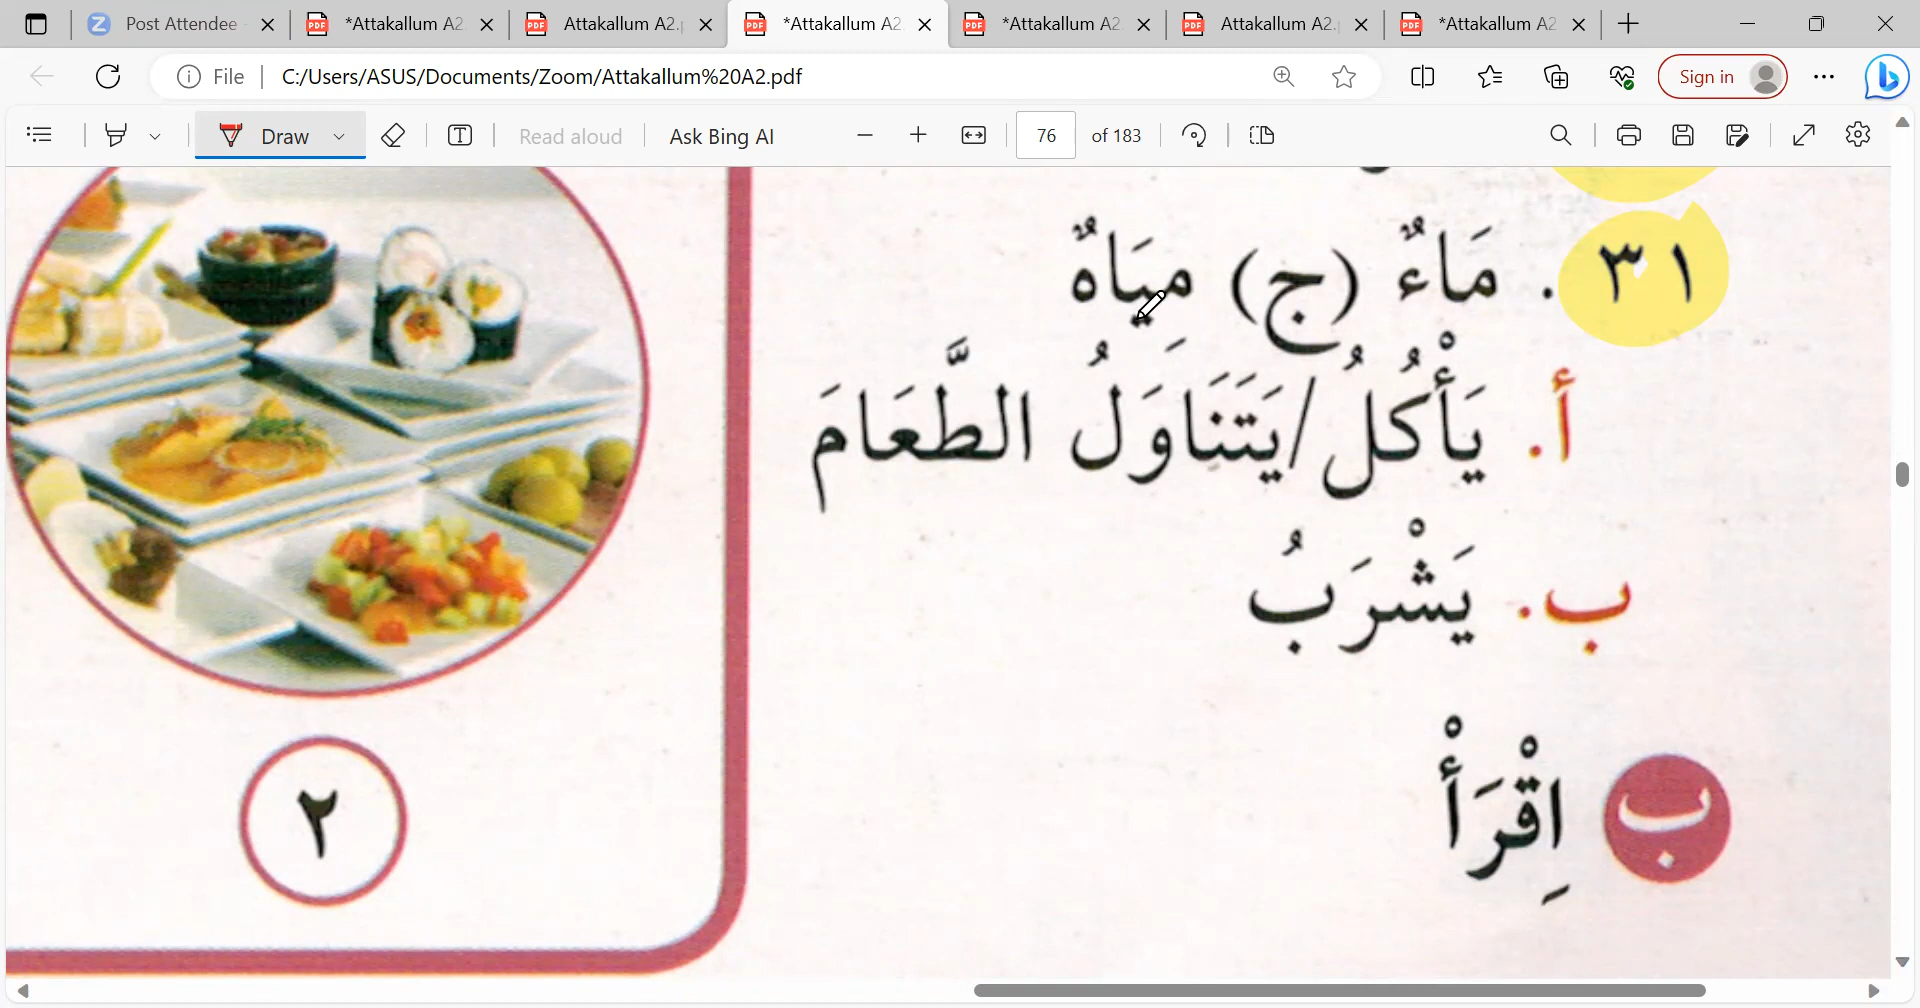 Post Attendee
*Attakallum A2.
Attakallum A2.p
*Attakallum A2
*Attakallum A2.
Attakallum A2.p
*Attakallum A2
File C:/Users/ASUS/Documents/Zoom/Attakallum%20A2.pdf Sign in
Draw Read aloud Ask Bing AI 76 of 183
٣١ . مَاءٌ (ج) مِيَاهٌ
أ. يَأْكُلُ/يَتَنَاوَلُ الطَّعَامَ
ب. يَشْرَبُ
ب اِقْرَأْ
٢